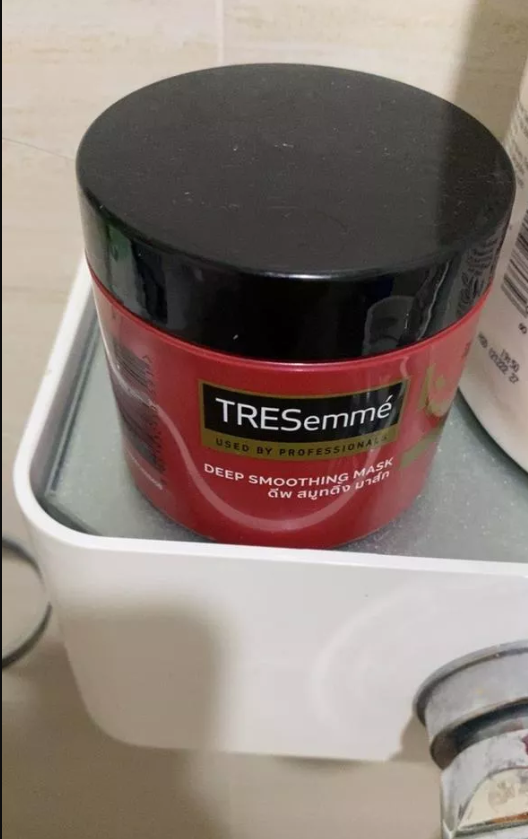 TRESemmé
USED BY PROFESSIONALS
DEEP SMOOTHING MASK
ดีพ สมูทติ้ง มาส์ก